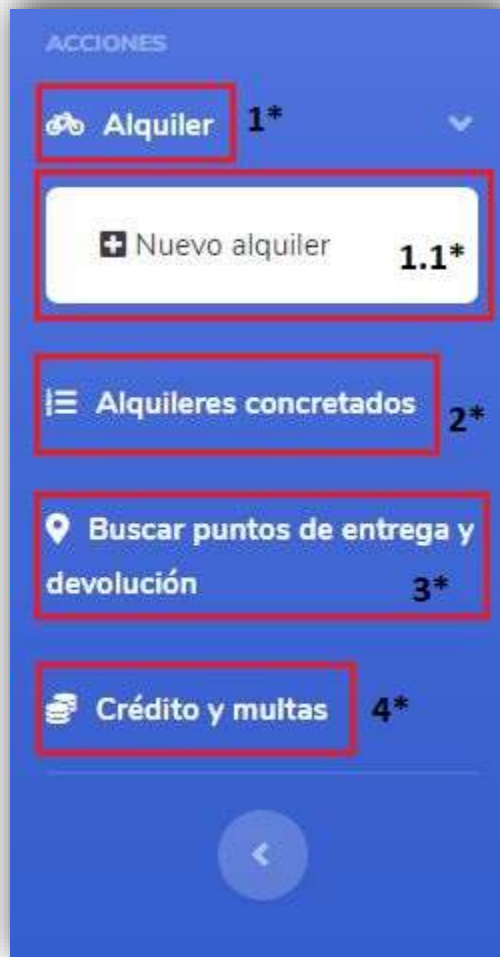 ACCIONES
Alquiler 1*
Nuevo alquiler 1.1*
Alquileres concretados 2*
Buscar puntos de entrega y
devolución 3*
Crédito y multas 4*